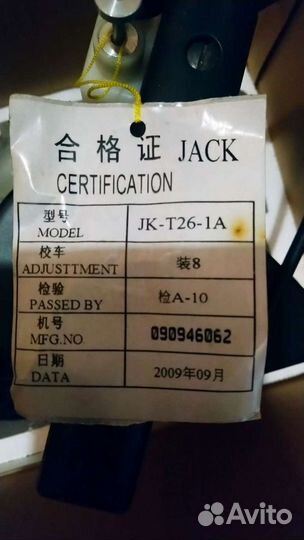 合格证 JACK
CERTIFICATION
型号
MODEL
JK-T26-1A
校车
ADJUSTTMENT
装8
检验
PASSED BY
检A-10
机号
MFG.NO
090946062
日期
DATA
2009年09月
Avito